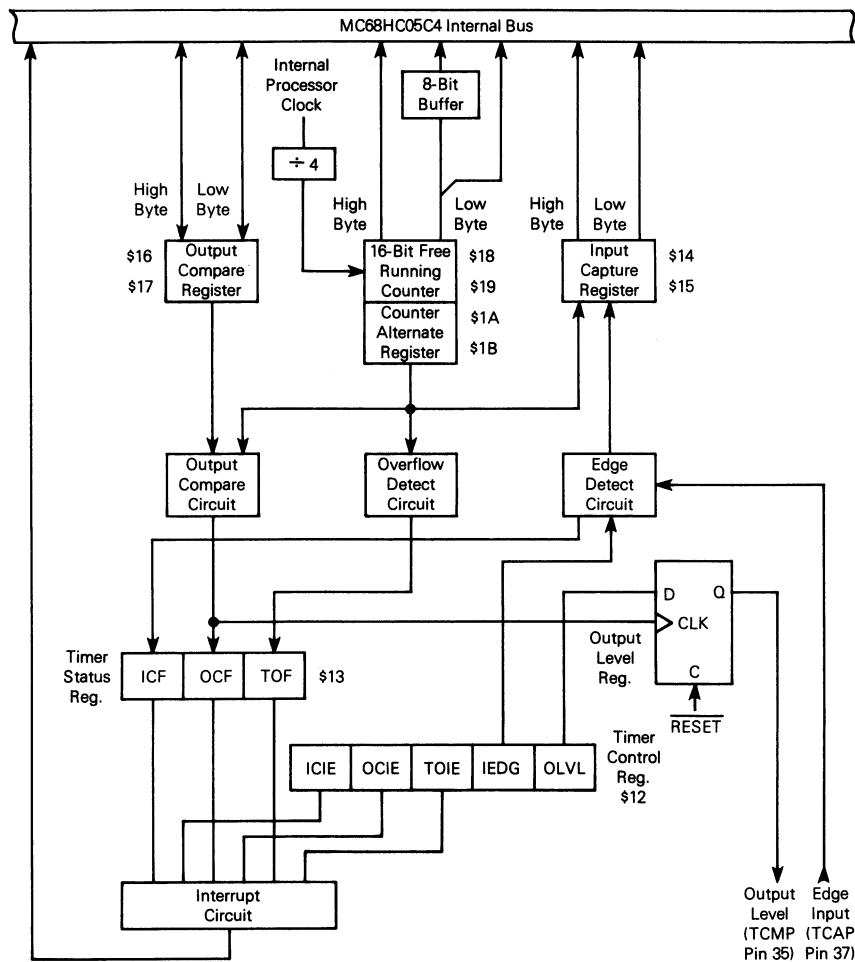 MC68HC05C4 Internal Bus
Internal
Processor
Clock
8-Bit
Buffer
÷ 4
High
Byte
Low
Byte
High
Byte
Low
Byte
High
Byte
Low
Byte
$16
$17
Output
Compare
Register
16-Bit Free
Running
Counter
$18
$19
Counter
Alternate
Register
$1A
$1B
Input
Capture
Register
$14
$15
Output
Compare
Circuit
Overflow
Detect
Circuit
Edge
Detect
Circuit
D Q
CLK
C
Output
Level
Reg.
RESET
Timer
Status
Reg.
ICF OCF TOF
$13
ICIE OCIE TOIE IEDG OLVL
Timer
Control
Reg.
$12
Interrupt
Circuit
Output
Level
(TCMP
Pin 35)
Edge
Input
(TCAP
Pin 37)